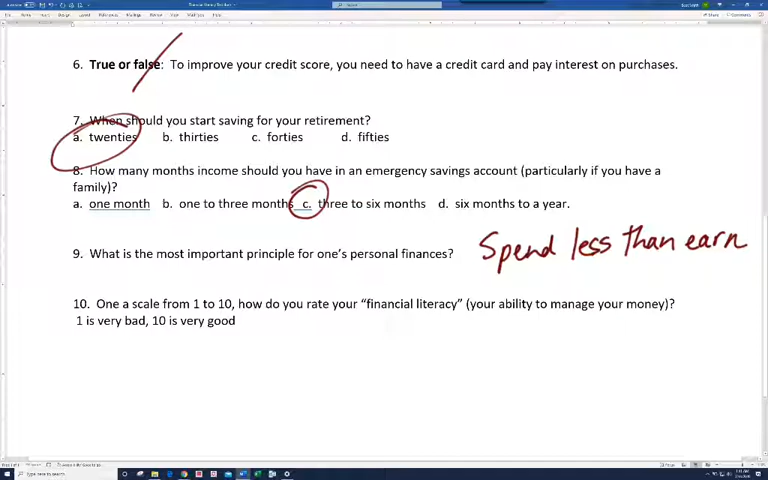 6. True or false: To improve your credit score, you need to have a credit card and pay interest on purchases.
7. When should you start saving for your retirement?
a. twenties b. thirties c. forties d. fifties
8. How many months income should you have in an emergency savings account (particularly if you have a
family)?
a. one month b. one to three months c. three to six months d. six months to a year.
9. What is the most important principle for one's personal finances? Spend less than earn
10. One a scale from 1 to 10, how do you rate your “financial literacy” (your ability to manage your money)?
1 is very bad, 10 is very good